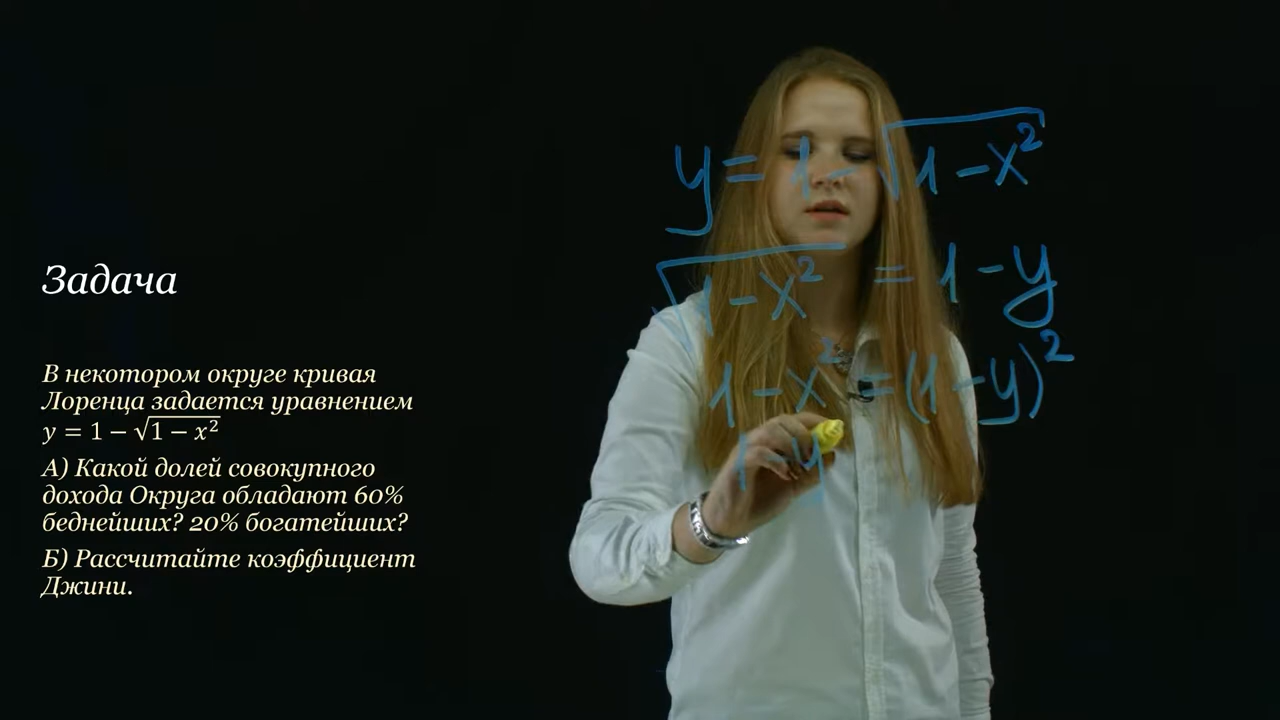 Задача
В некотором округе кривая
Лоренца задается уравнением
y = 1 − √1 − x²
А) Какой долей совокупного
дохода Округа обладают 60%
беднейших? 20% богатейших?
Б) Рассчитайте коэффициент
Джини.
y = 1 - √1 - x²
√1 - x² = 1 - y
1 - x² = (1 - y)²
1 - y